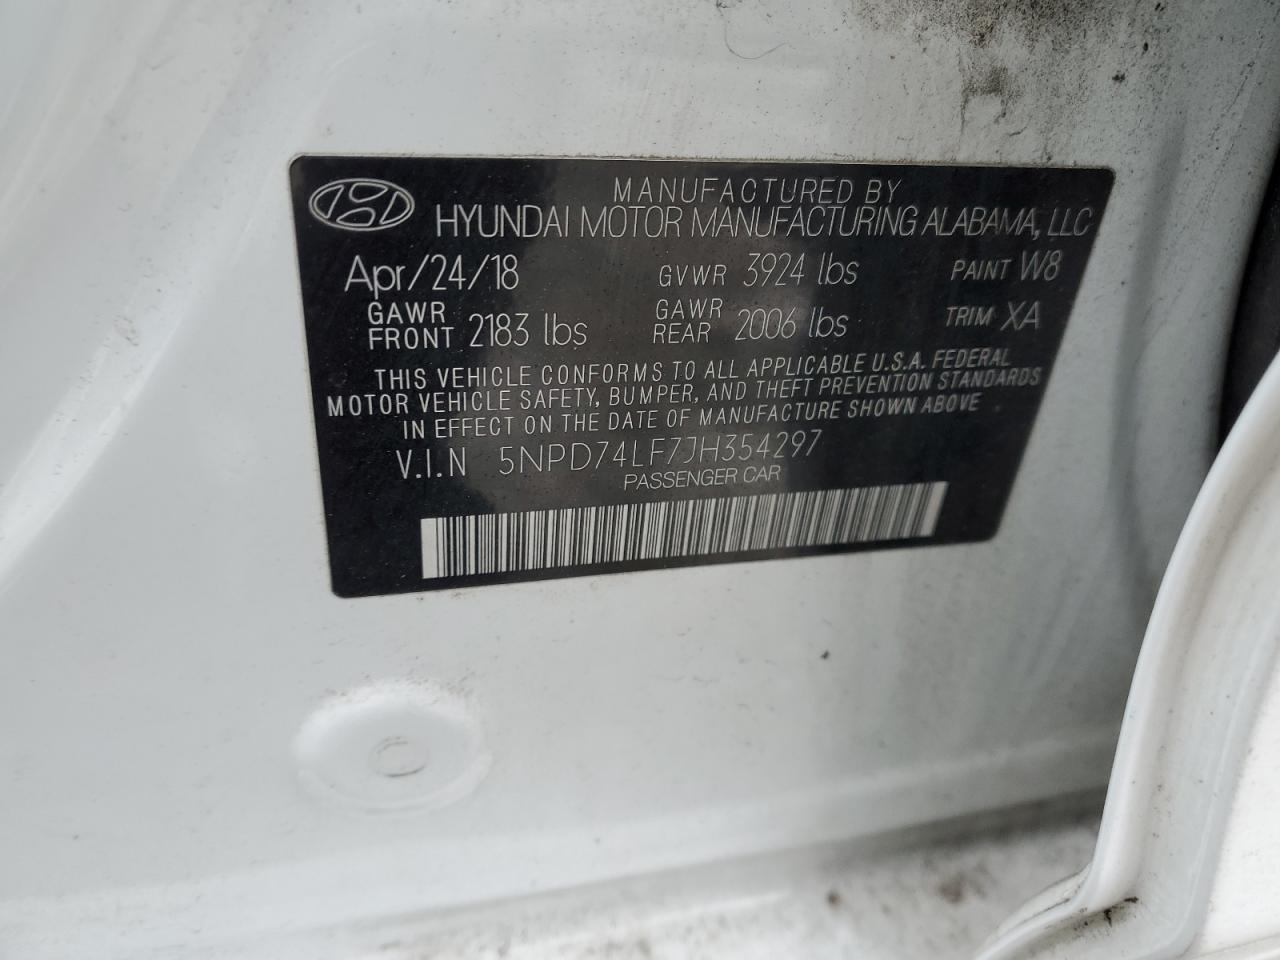 MANUFACTURED BY
HYUNDAI MOTOR MANUFACTURING ALABAMA, LLC
Apr/24/18 GVWR 3924 lbs PAINT W8
GAWR FRONT 2183 lbs GAWR REAR 2006 lbs TRIM XA
THIS VEHICLE CONFORMS TO ALL APPLICABLE U.S.A. FEDERAL
MOTOR VEHICLE SAFETY, BUMPER, AND THEFT PREVENTION STANDARDS
IN EFFECT ON THE DATE OF MANUFACTURE SHOWN ABOVE
V.I.N 5NPD74LF7JH354297
PASSENGER CAR